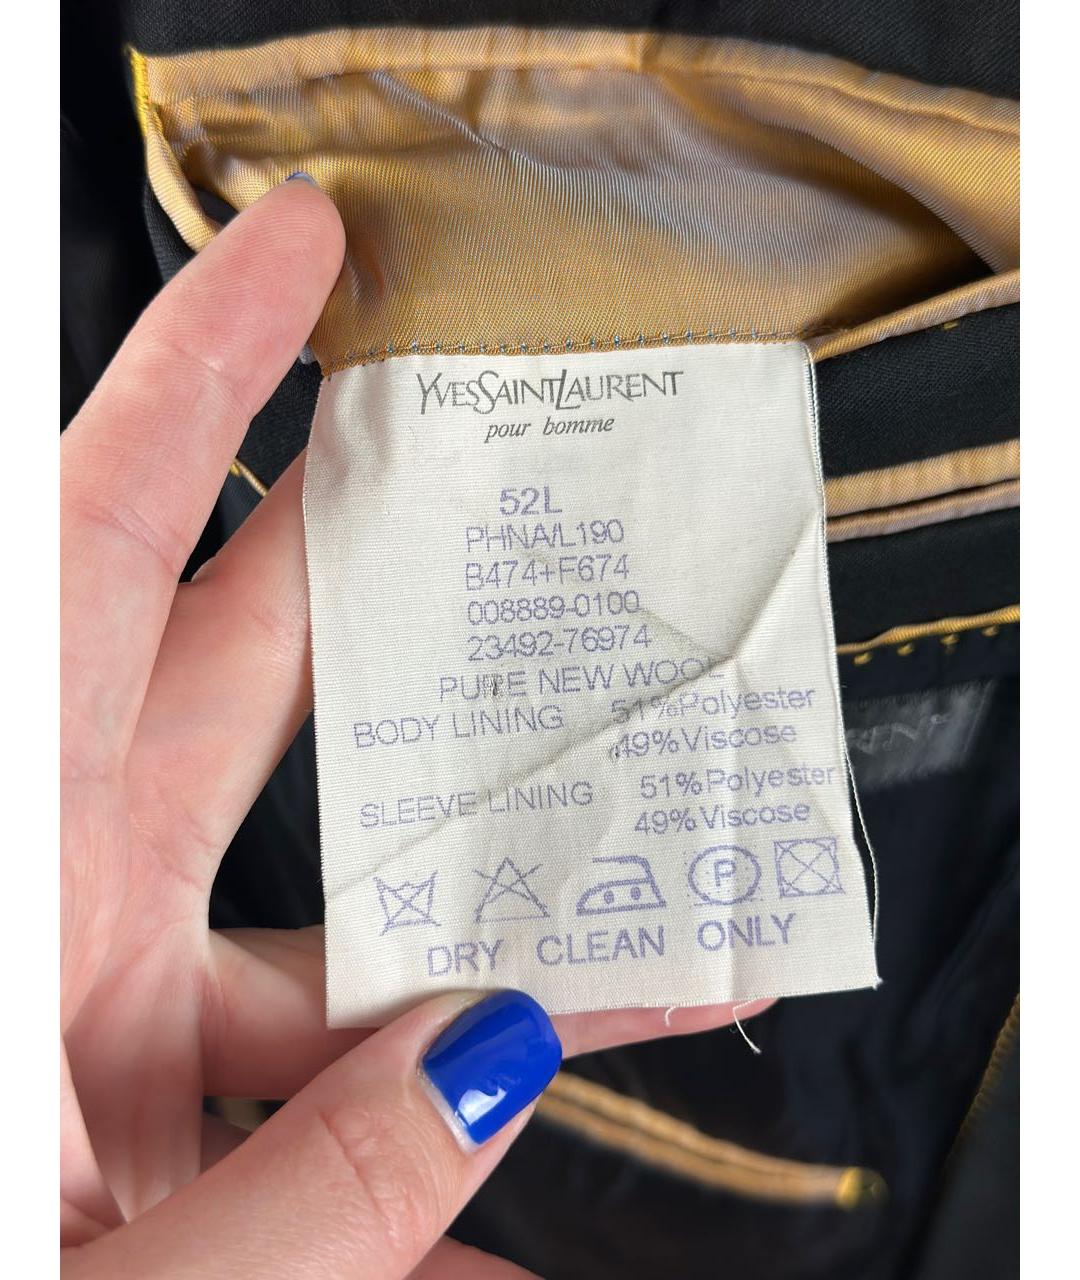 YVESSAINTLAURENT
pour homme
52L
PHNA/L190
B474+F674
008889-0100
23492-76974
PURE NEW WOOL
BODY LINING 51%Polyester
49%Viscose
SLEEVE LINING 51%Polyester
49%Viscose
P
DRY CLEAN ONLY